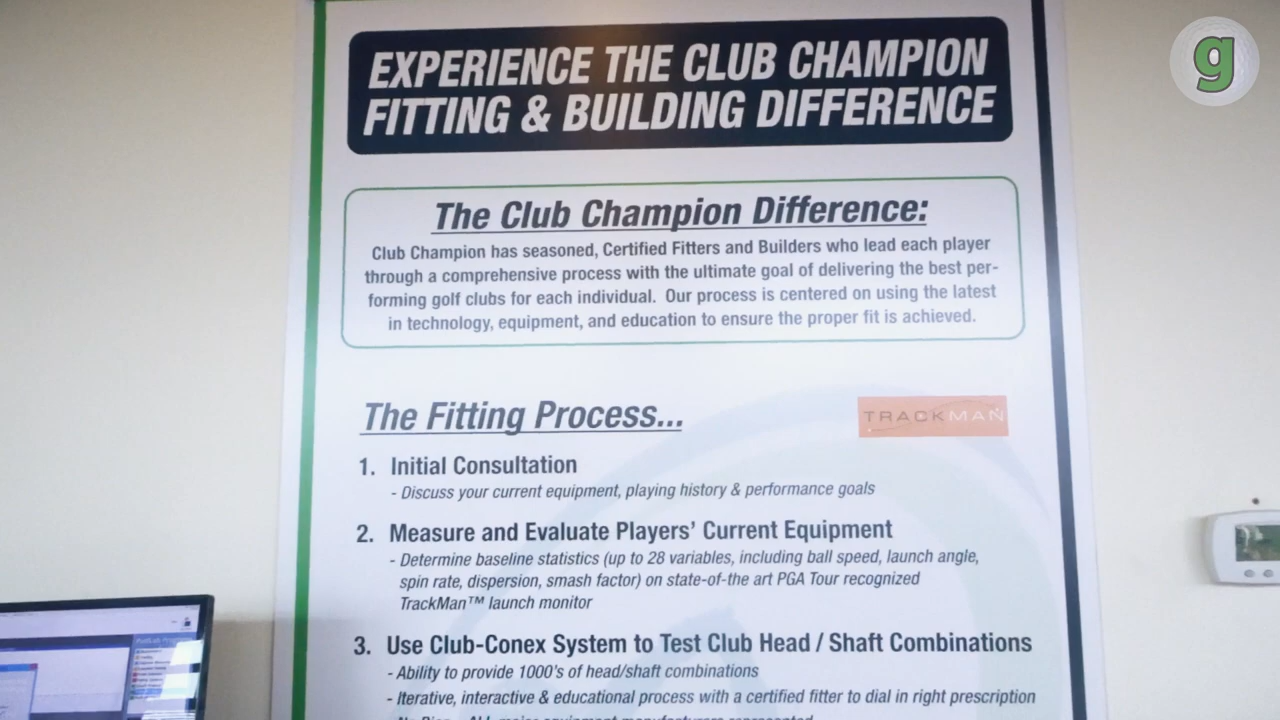 g
EXPERIENCE THE CLUB CHAMPION
FITTING & BUILDING DIFFERENCE
The Club Champion Difference:
Club Champion has seasoned, Certified Fitters and Builders who lead each player
through a comprehensive process with the ultimate goal of delivering the best per-
forming golf clubs for each individual. Our process is centered on using the latest
in technology, equipment, and education to ensure the proper fit is achieved.
The Fitting Process...
TRACKMAN
1. Initial Consultation
- Discuss your current equipment, playing history & performance goals
2. Measure and Evaluate Players' Current Equipment
- Determine baseline statistics (up to 28 variables, including ball speed, launch angle,
spin rate, dispersion, smash factor) on state-of-the art PGA Tour recognized
TrackMan™ launch monitor
3. Use Club-Conex System to Test Club Head / Shaft Combinations
- Ability to provide 1000's of head/shaft combinations
- Iterative, interactive & educational process with a certified fitter to dial in right prescription